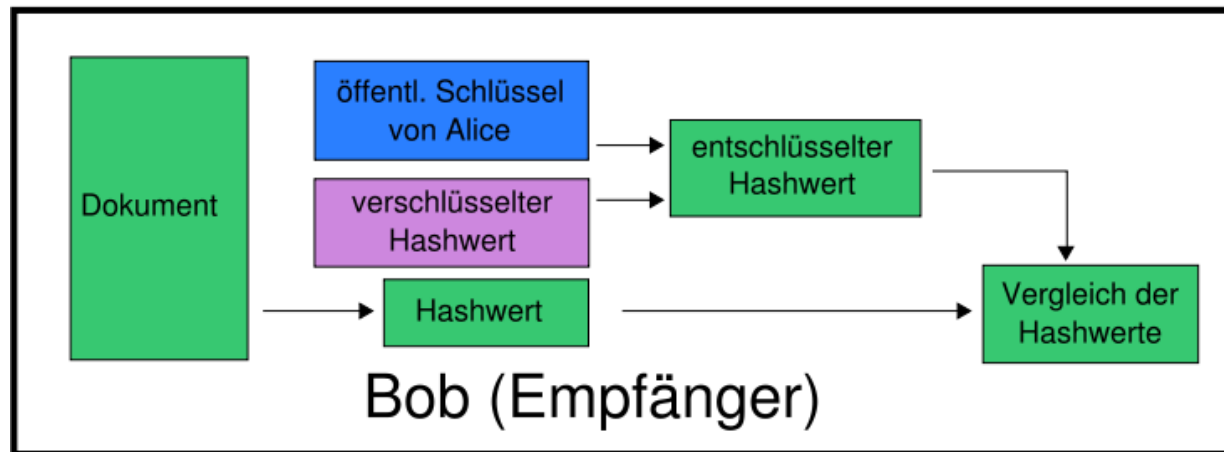 Dokument
öffentl. Schlüssel
von Alice
verschlüsselter
Hashwert
Hashwert
entschlüsselter
Hashwert
Vergleich der
Hashwerte
Bob (Empfänger)